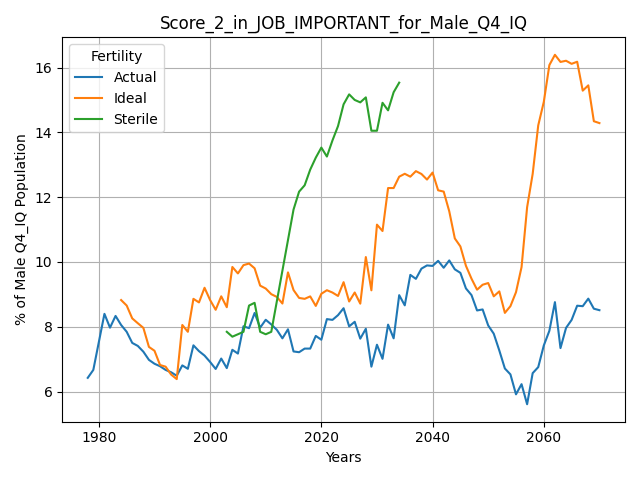 Score_2_in_JOB_IMPORTANT_for_Male_Q4_IQ
Fertility
Actual
Ideal
Sterile
% of Male Q4_IQ Population
16
14
12
10
8
6
1980
2000
2020
2040
2060
Years